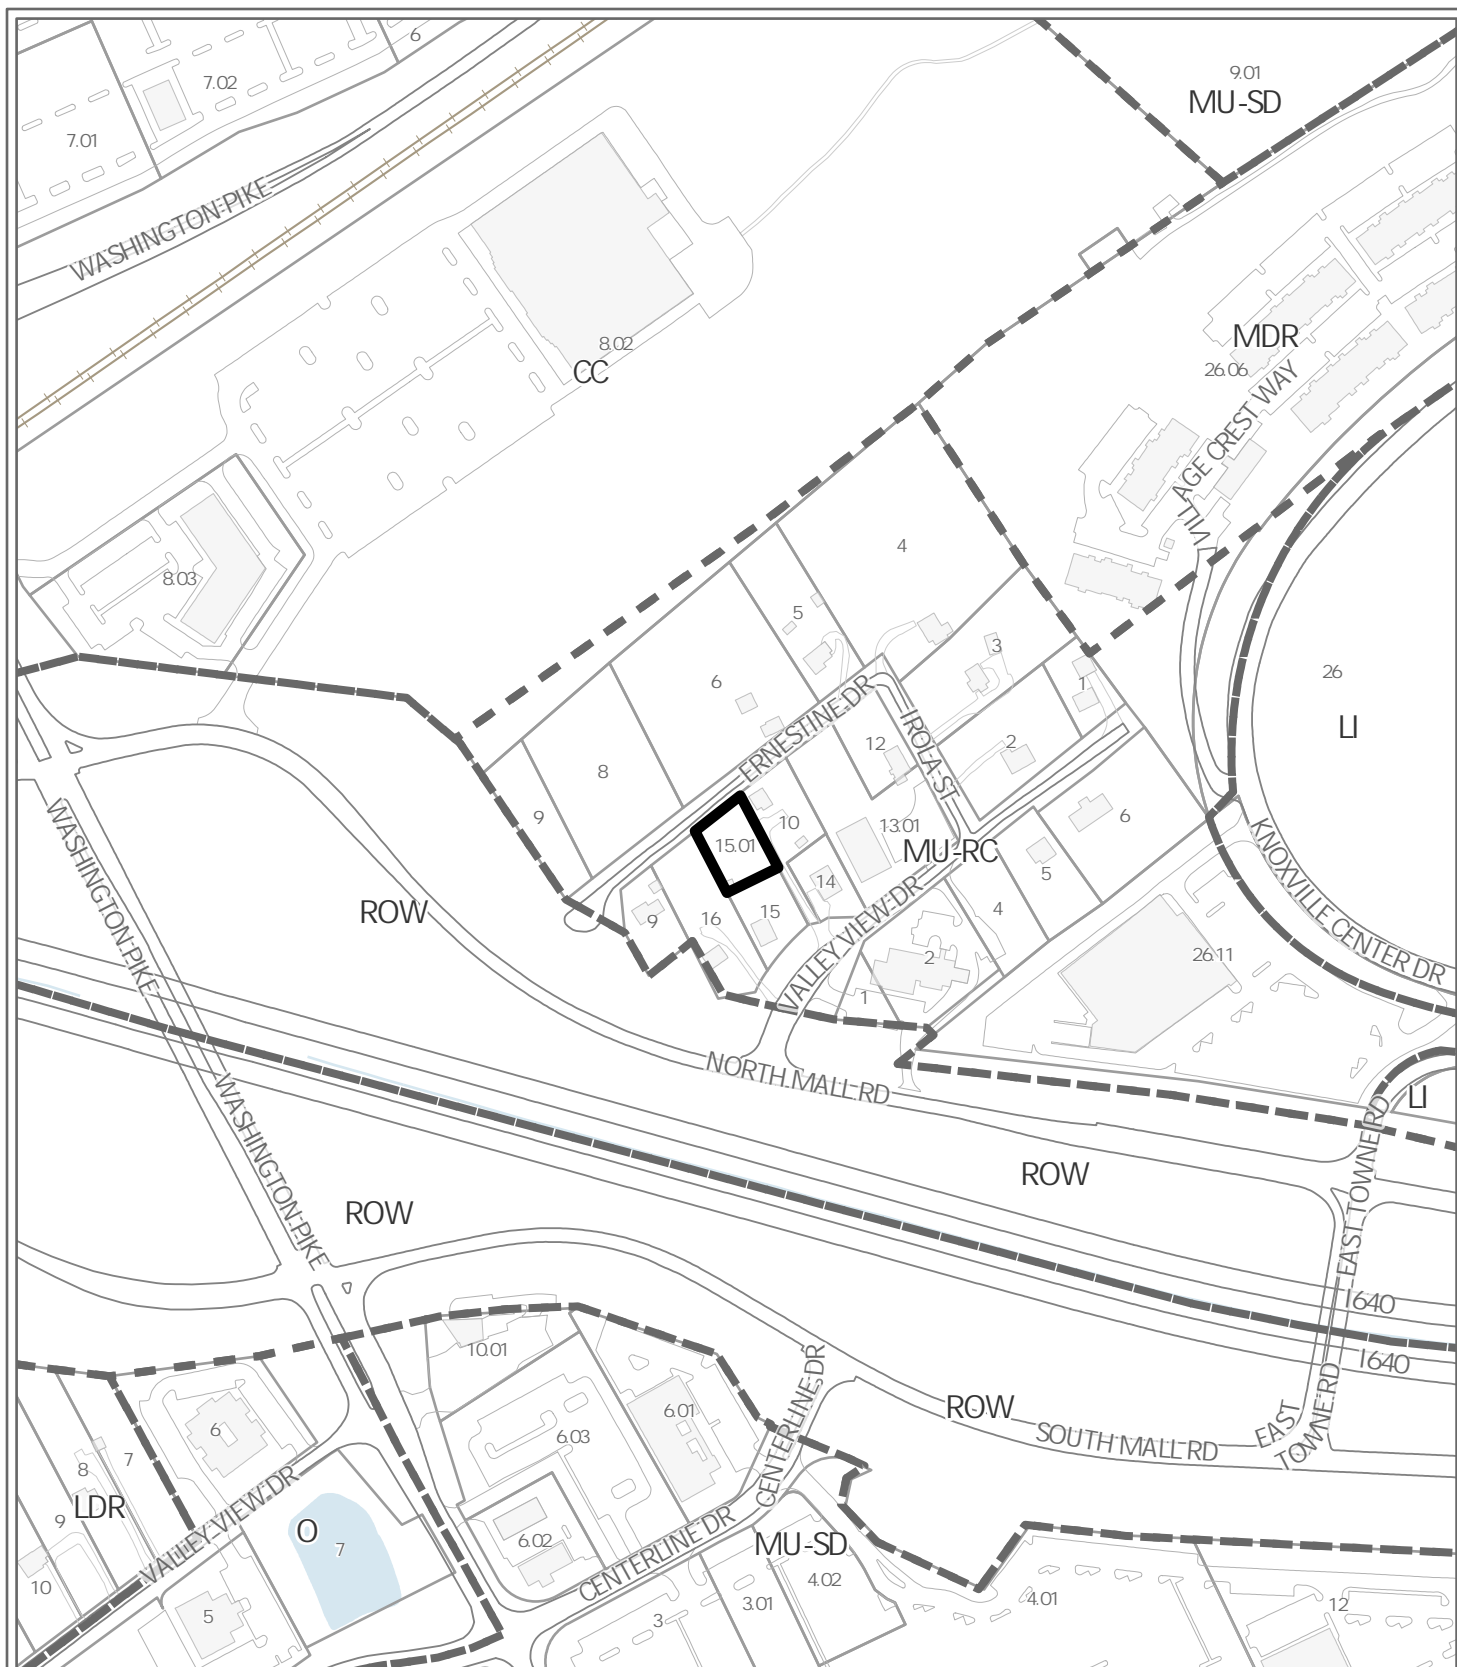 6
7.02
9.01
MU-SD
7.01
WASHINGTON PIKE
8.02
CC
MDR
26.06
VILLAGE CREST WAY
4
8.03
5
3
6
1
26
ERNESTINE DR
IROLA ST
LI
12
2
8
9
10
13.01
6
15.01
MU-RC
KNOXVILLE CENTER DR
WASHINGTON PIKE
14
5
ROW
9
16
15
4
VALLEY VIEW DR
2
26.11
1
NORTH MALL RD
LI
WASHINGTON PIKE
ROW
EAST TOWNE RD
ROW
I640
10.01
I640
CENTERLINE DR
6.01
ROW
EAST
TOWNE RD
6
6.03
SOUTH MALL RD
7
8
LDR
9
VALLEY VIEW DR
O
7
6.02
CENTERLINE DR
MU-SD
10
4.02
5
3
3.01
4.01
12